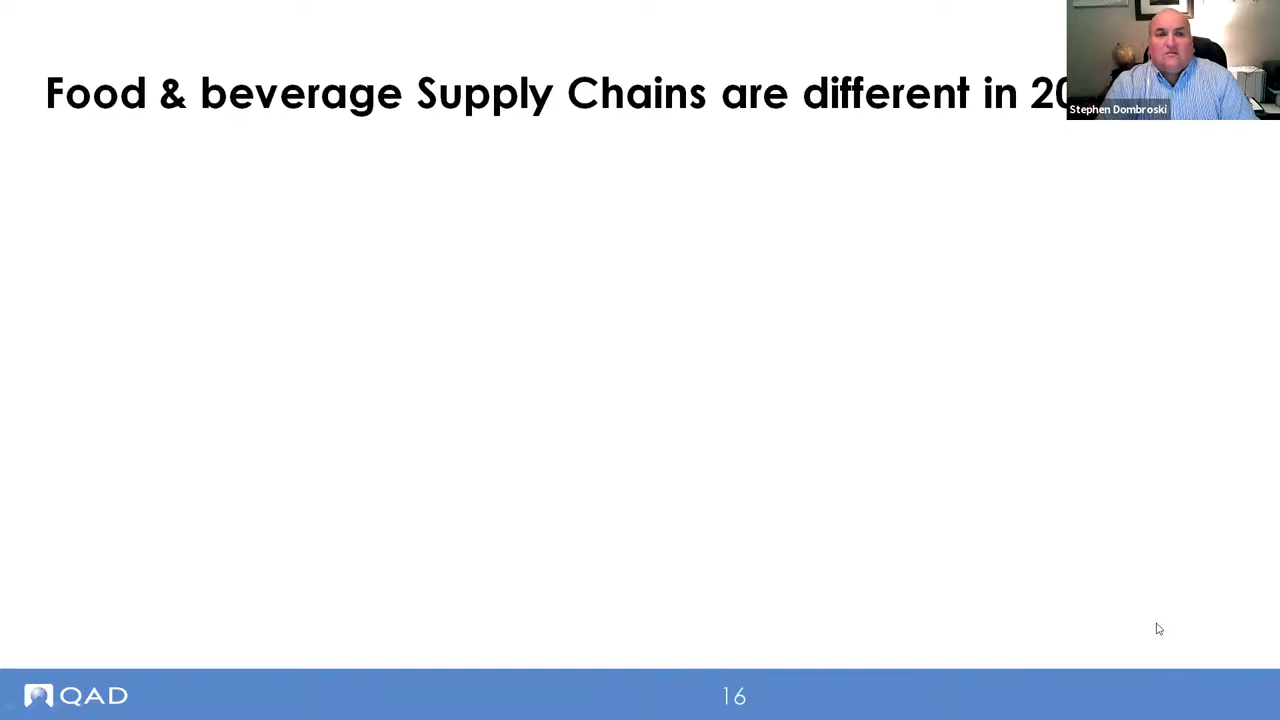 Food & beverage Supply Chains are different in 20
Stephen Dombroski
QAD
16